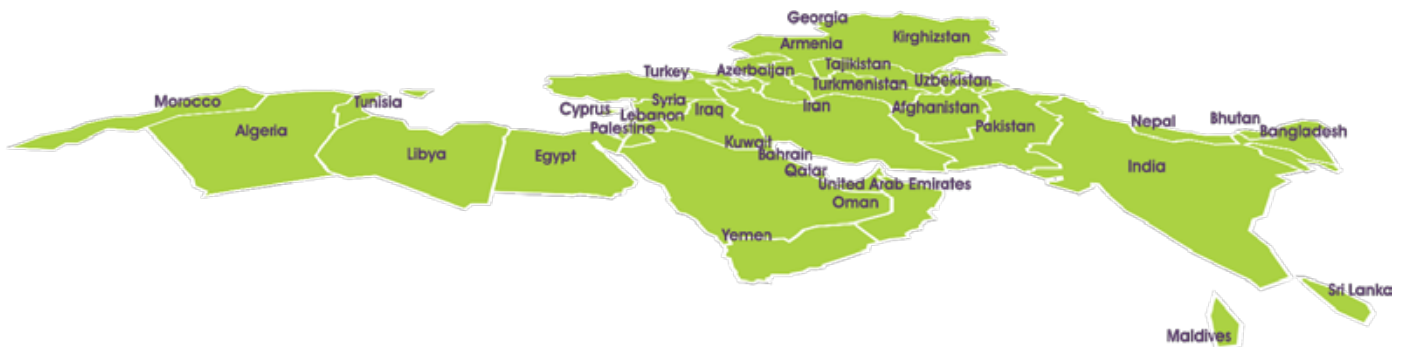 Georgia
Armenia
Kirghizstan
Turkey
Azerbaijan
Tajikistan
Turkmenistan
Uzbekistan
Morocco
Tunisia
Cyprus
Syria
Lebanon
Iraq
Iran
Afghanistan
Algeria
Palestine
Pakistan
Nepal
Bhutan
Bangladesh
Libya
Egypt
Kuwait
Bahrain
Qatar
India
United Arab Emirates
Oman
Yemen
Sri Lanka
Maldives